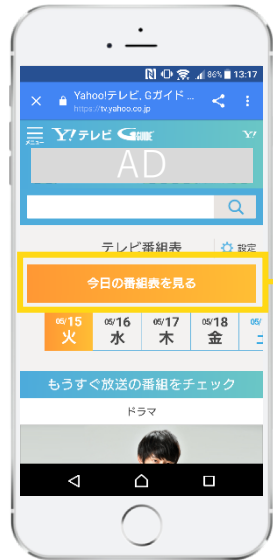 86% 13:17
Yahoo!テレビ.Gガイド ...
https://tv.yahoo.co.jp
メニュー
Y!テレビ GGUIDE
Y?
AD
テレビ番組表
設定
今日の番組表を見る
05/15 05/16 05/17 05/18 05/
火 水 木 金
もうすぐ放送の番組をチェック
ドラマ